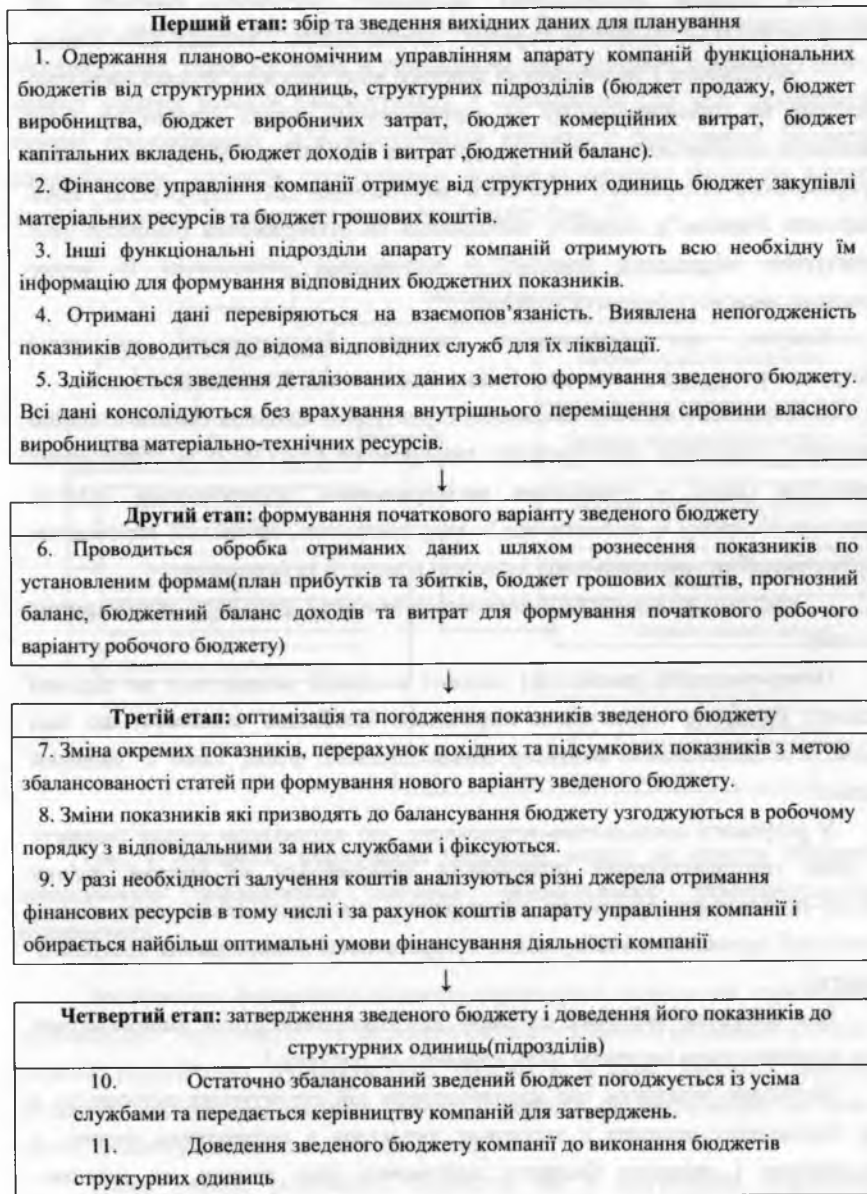 Перший етап: збір та зведення вихідних даних для планування
1. Одержання планово-економічним управлінням апарату компаній функціональних
бюджетів від структурних одиниць, структурних підрозділів (бюджет продажу, бюджет
виробництва, бюджет виробничих затрат, бюджет комерційних витрат, бюджет
капітальних вкладень, бюджет доходів і витрат ,бюджетний баланс).
2. Фінансове управління компанії отримує від структурних одиниць бюджет закупівлі
матеріальних ресурсів та бюджет грошових коштів.
3. Інші функціональні підрозділи апарату компаній отримують всю необхідну їм
інформацію для формування відповідних бюджетних показників.
4. Отримані дані перевіряються на взаємопов’язаність. Виявлена непогодженість
показників доводиться до відома відповідних служб для їх ліквідації.
5. Здійснюється зведення деталізованих даних з метою формування зведеного бюджету.
Всі дані консолідуються без врахування внутрішнього переміщення сировини власного
виробництва матеріально-технічних ресурсів.
↓
Другий етап: формування початкового варіанту зведеного бюджету
6. Проводиться обробка отриманих даних шляхом рознесення показників по
установленим формам(план прибутків та збитків, бюджет грошових коштів, прогнозний
баланс, бюджетний баланс доходів та витрат для формування початкового робочого
варіанту робочого бюджету)
↓
Третій етап: оптимізація та погодження показників зведеного бюджету
7. Зміна окремих показників, перерахунок похідних та підсумкових показників з метою
збалансованості статей при формування нового варіанту зведеного бюджету.
8. Зміни показників які призводять до балансування бюджету узгоджуються в робочому
порядку з відповідальними за них службами і фіксуються.
9. У разі необхідності залучення коштів аналізуються різні джерела отримання
фінансових ресурсів в тому числі і за рахунок коштів апарату управління компанії і
обирається найбільш оптимальні умови фінансування діяльності компанії
↓
Четвертий етап: затвердження зведеного бюджету і доведення його показників до
структурних одиниць(підрозділів)
10. Остаточно збалансований зведений бюджет погоджується із усіма
службами та передається керівництву компаній для затверджень.
11. Доведення зведеного бюджету компанії до виконання бюджетів
структурних одиниць